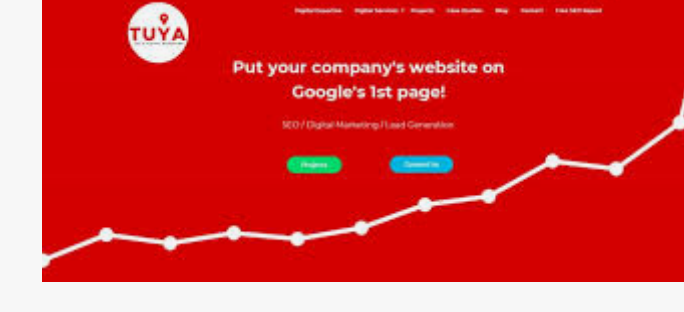 TUYA
Digital Expertise Digital Services Projects Case Studies Blog Contact Free SEO Report
Put your company's website on
Google's 1st page!
SEO / Digital Marketing / Lead Generation
Projects
Contact Us